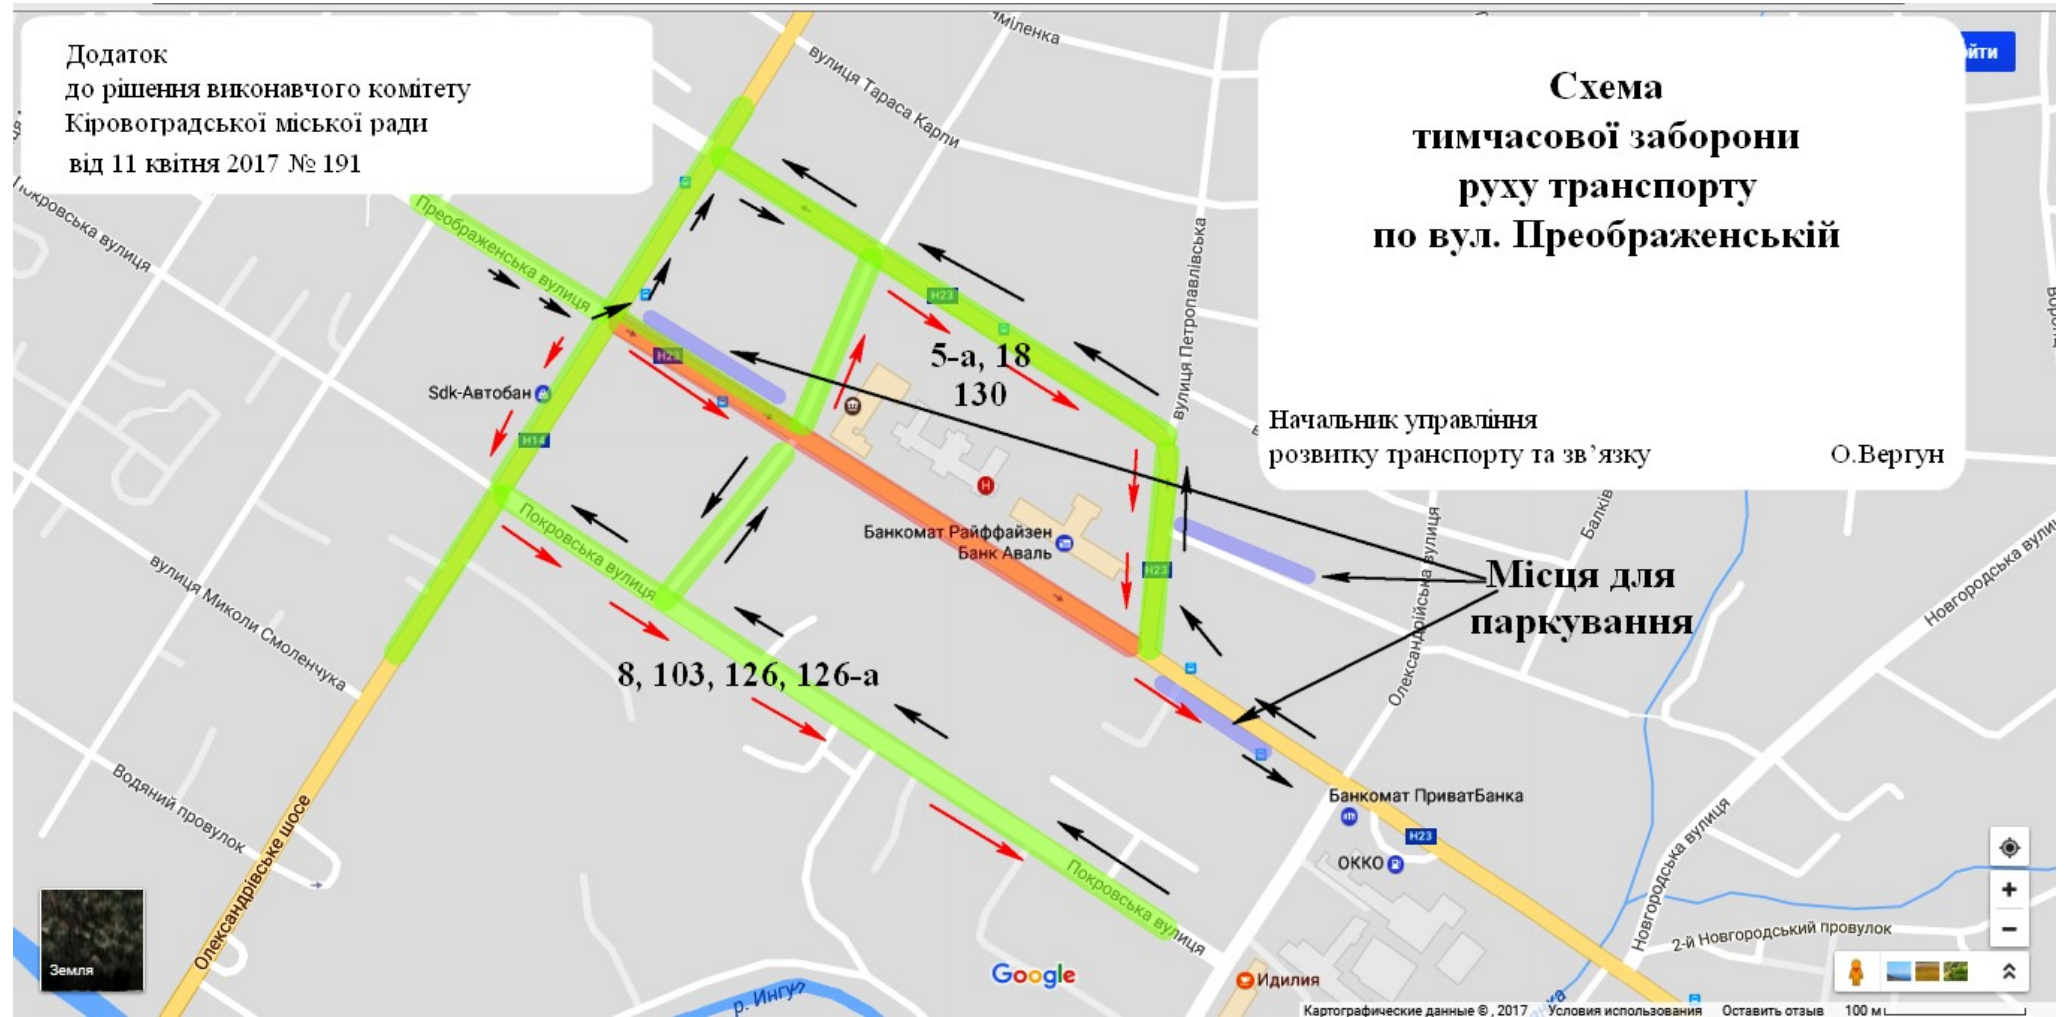 Додаток
до рішення виконавчого комітету
Кіровоградської міської ради
від 11 квітня 2017 № 191
Схема
тимчасової заборони
руху транспорту
по вул. Преображенській
Начальник управління
розвитку транспорту та зв’язку О.Вергун
вулиця Тараса Карпи
Покровська вулиця
Преображенська вулиця
вулиця Петропавлівська
H23
H23
Sdk-Автобан
H14
5-а, 18
130
Покровська вулиця
Банкомат Райффайзен
Банк Аваль
H23
Олександрійська вулиця
Місця для
паркування
вулиця Миколи Смоленчука
8, 103, 126, 126-а
Новгородська вулиця
Водяний провулок
Олександрівське шосе
Банкомат ПриватБанка
H23
ОККО
Покровська вулиця
Новгородська вулиця
2-й Новгородський провулок
Земля
р. Інгул
Google
Идилия
Картографические данные ©, 2017 Условия использования Оставить отзыв 100 м